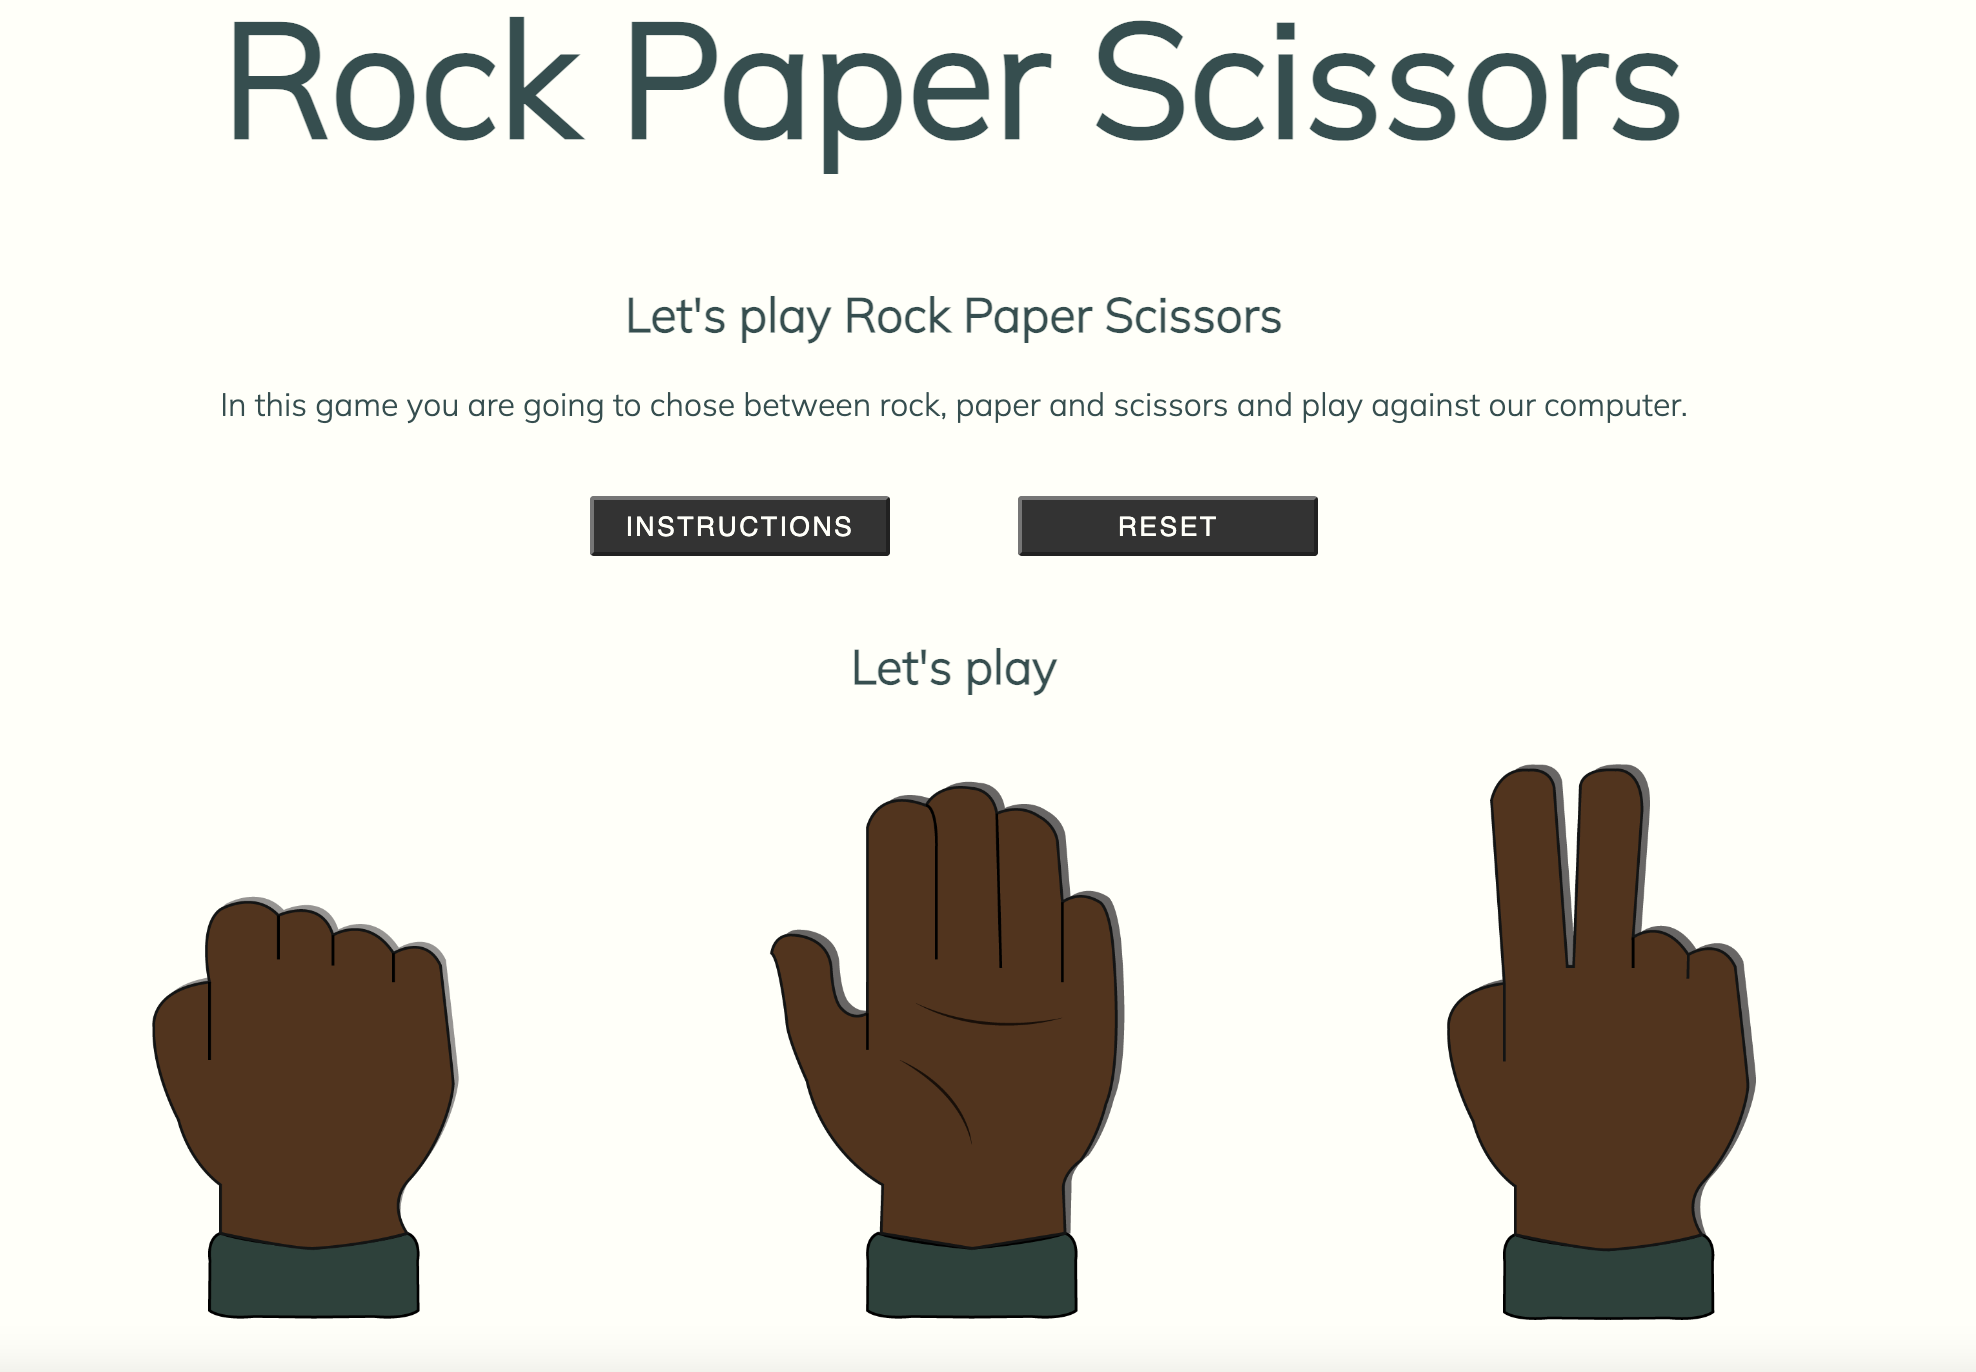 Rock Paper Scissors
Let's play Rock Paper Scissors
In this game you are going to chose between rock, paper and scissors and play against our computer.
INSTRUCTIONS
RESET
Let's play